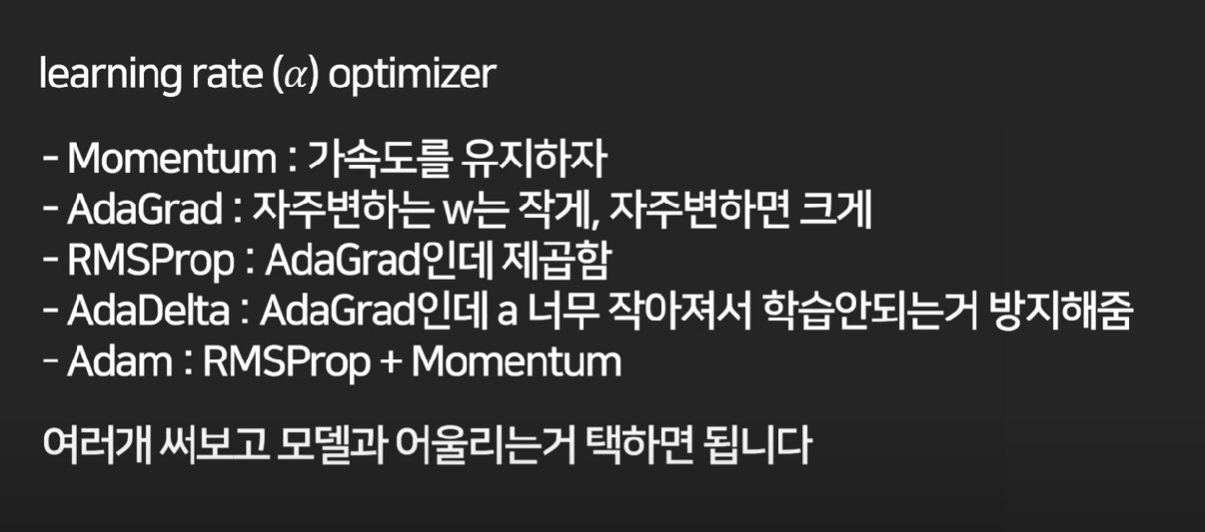 learning rate (α) optimizer
- Momentum : 가속도를 유지하자
- AdaGrad : 자주변하는 w는 작게, 자주변하면 크게
- RMSProp : AdaGrad인데 제곱함
- AdaDelta : AdaGrad인데 a 너무 작아져서 학습안되는거 방지해줌
- Adam : RMSProp + Momentum
여러개 써보고 모델과 어울리는거 택하면 됩니다